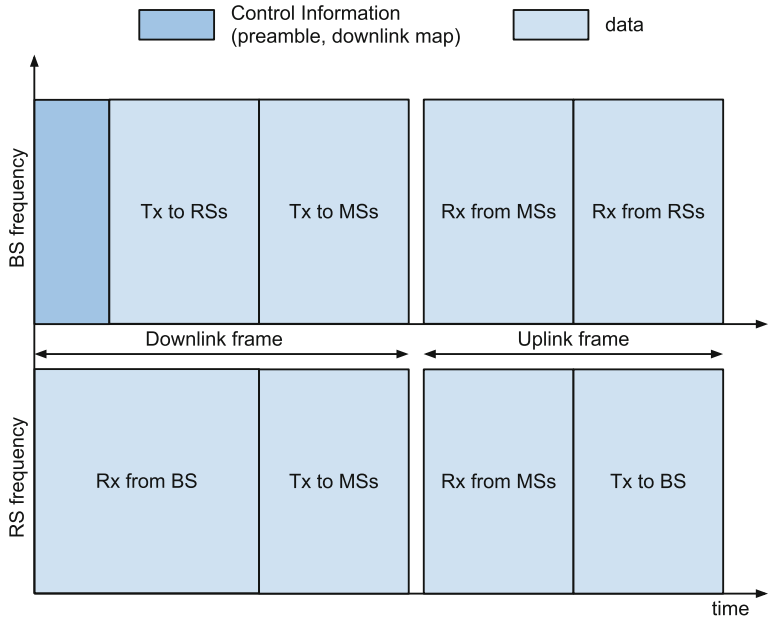 Control Information
(preamble, downlink map)
data
BS frequency
Tx to RSs
Tx to MSs
Rx from MSs
Rx from RSs
Downlink frame
Uplink frame
RS frequency
Rx from BS
Tx to MSs
Rx from MSs
Tx to BS
time